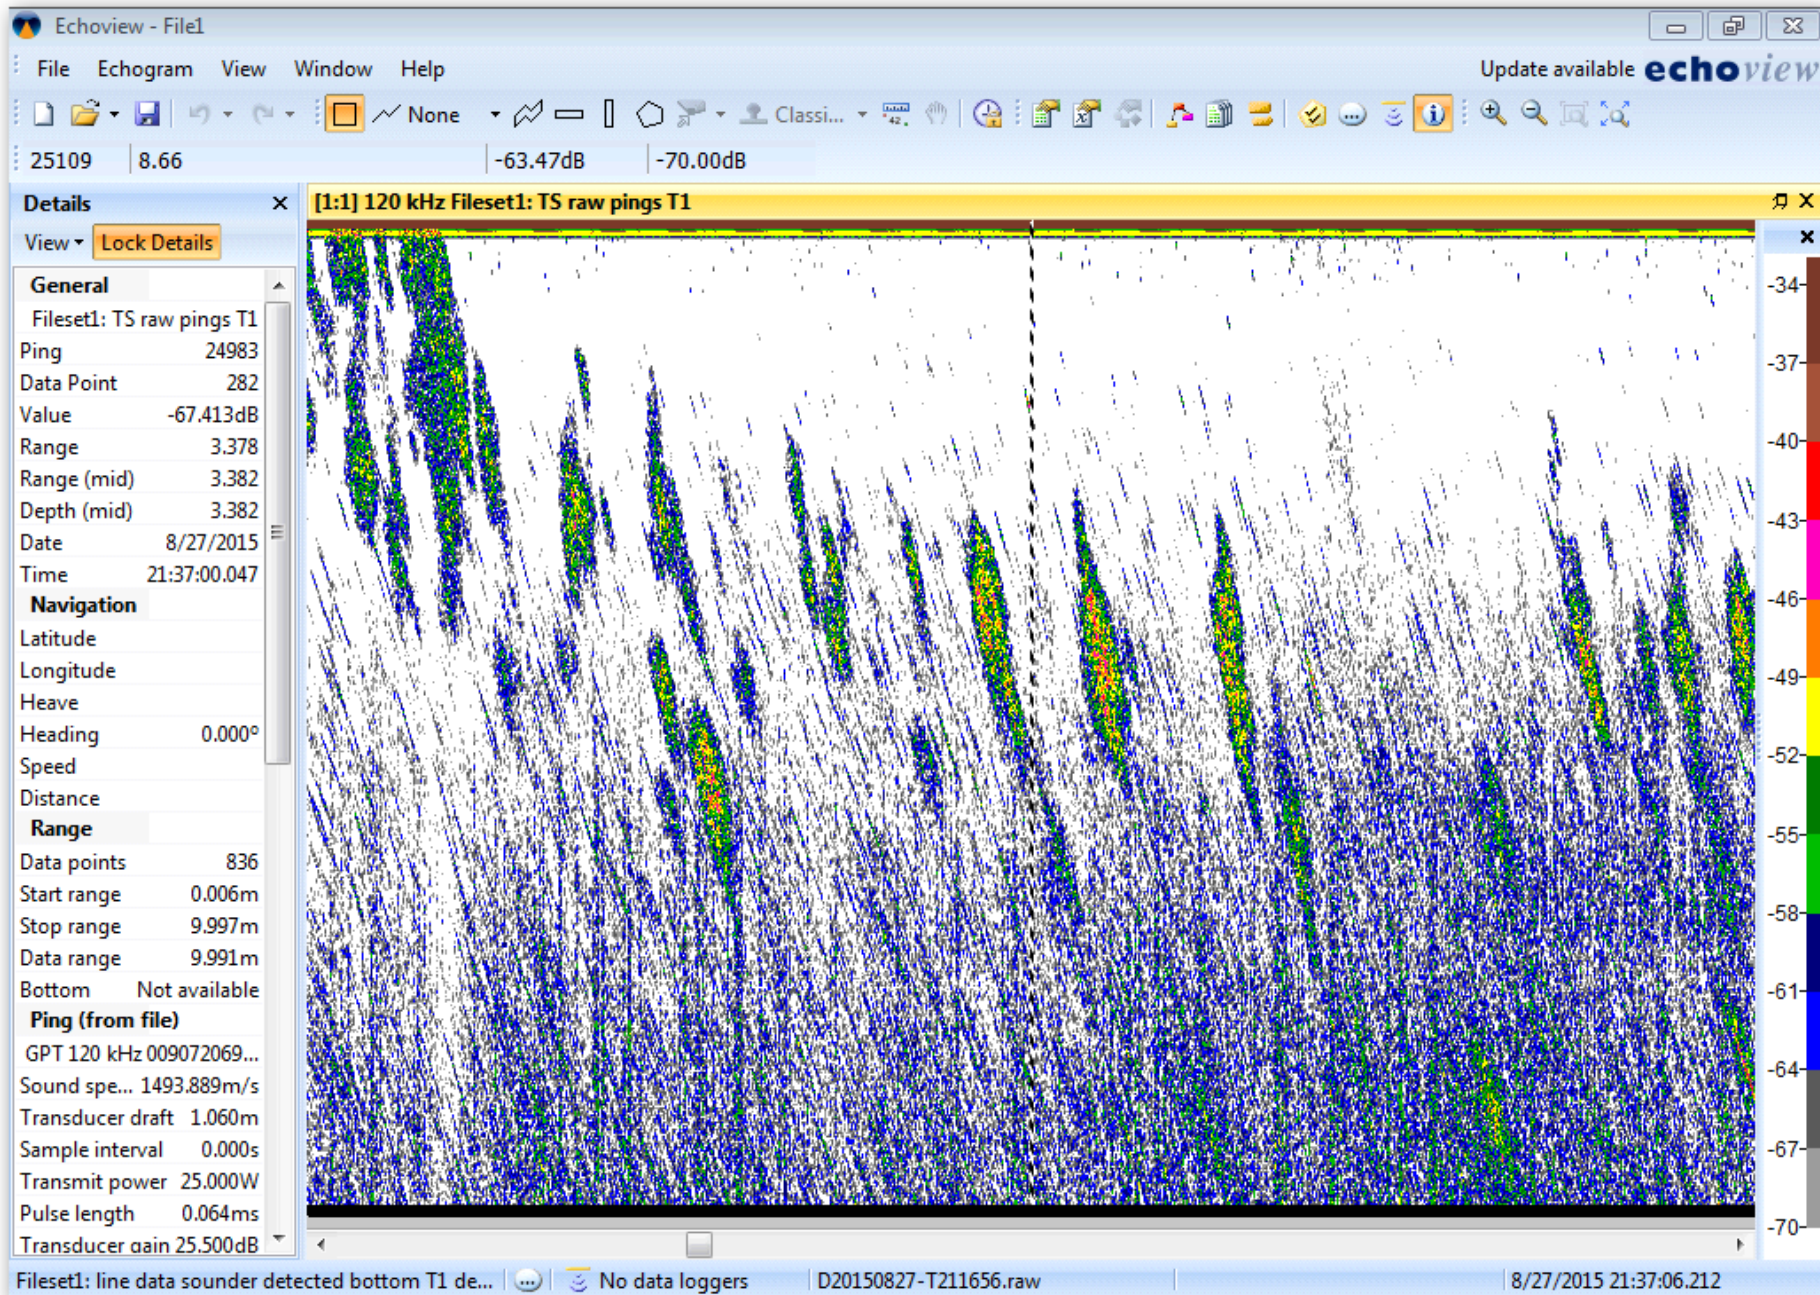 Echoview - File1
File Echogram View Window Help
Update available echoview
None
Classi...
25109 8.66 -63.47dB -70.00dB
Details
View Lock Details
General
Fileset1: TS raw pings T1
Ping 24983
Data Point 282
Value -67.413dB
Range 3.378
Range (mid) 3.382
Depth (mid) 3.382
Date 8/27/2015
Time 21:37:00.047
Navigation
Latitude
Longitude
Heave
Heading 0.000º
Speed
Distance
Range
Data points 836
Start range 0.006m
Stop range 9.997m
Data range 9.991m
Bottom Not available
Ping (from file)
GPT 120 kHz 009072069...
Sound spe... 1493.889m/s
Transducer draft 1.060m
Sample interval 0.000s
Transmit power 25.000W
Pulse length 0.064ms
Transducer gain 25.500dB
[1:1] 120 kHz Fileset1: TS raw pings T1
-34
-37
-40
-43
-46
-49
-52
-55
-58
-61
-64
-67
-70
Fileset1: line data sounder detected bottom T1 de... No data loggers D20150827-T211656.raw 8/27/2015 21:37:06.212